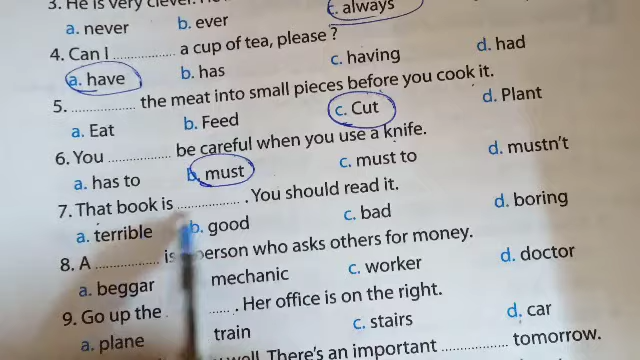 3. He is very clever.
a. never b. ever c. always
4. Can I .............. a cup of tea, please ?
a. have b. has c. having d. had
5. .............. the meat into small pieces before you cook it.
a. Eat b. Feed c. Cut d. Plant
6. You .............. be careful when you use a knife.
a. has to b. must c. must to d. mustn't
7. That book is .............. . You should read it.
a. terrible b. good c. bad d. boring
8. A .............. is person who asks others for money.
a. beggar mechanic c. worker d. doctor
9. Go up the ...... . Her office is on the right.
a. plane train c. stairs d. car
well. There's an important .............. tomorrow.